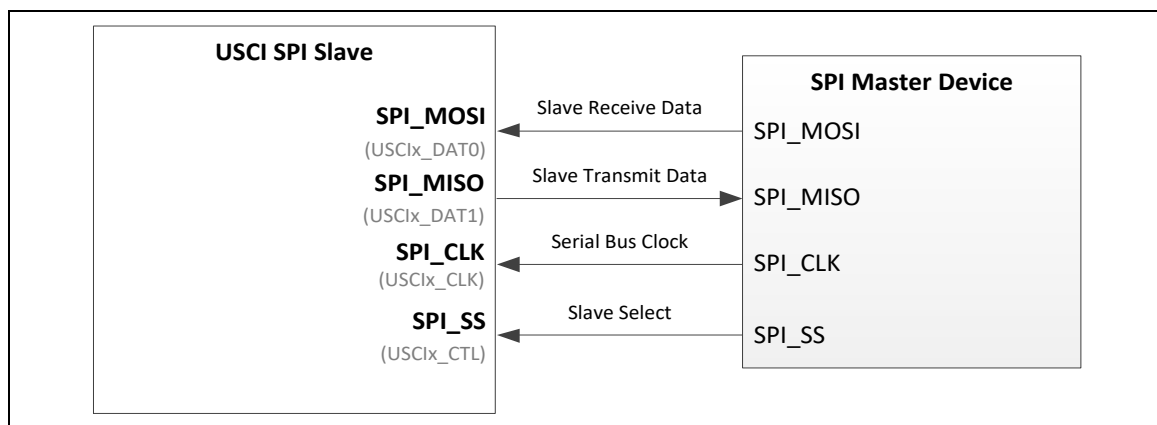 USCI SPI Slave
SPI_MOSI
(USCIx_DAT0)
SPI_MISO
(USCIx_DAT1)
SPI_CLK
(USCIx_CLK)
SPI_SS
(USCIx_CTL)
Slave Receive Data
Slave Transmit Data
Serial Bus Clock
Slave Select
SPI Master Device
SPI_MOSI
SPI_MISO
SPI_CLK
SPI_SS